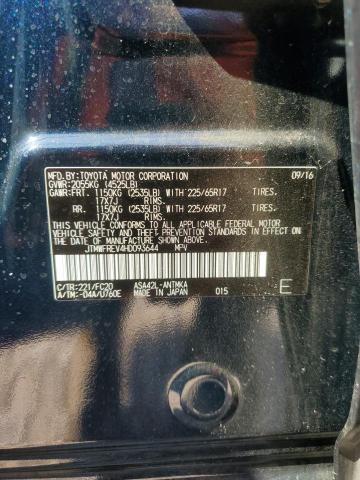 MFD.BY:TOYOTA MOTOR CORPORATION 09/16
GVWR:2055KG (4525LB)
GAWR:FRT. 1150KG (2535LB) WITH 225/65R17 TIRES,
17X7J RIMS.
RR. 1150KG (2535LB) WITH 225/65R17 TIRES,
17X7J RIMS.
THIS VEHICLE CONFORMS TO ALL APPLICABLE
FEDERAL MOTOR VEHICLE SAFETY AND THEFT
PREVENTION STANDARDS IN EFFECT ON THE DATE
OF MANUFACTURE SHOWN ABOVE.
JTMWFREV4HD093644 MPV
C/TR:221/FC20 ASA42L-ANTMKA 015 E
A/TM:-04A/U760E MADE IN JAPAN